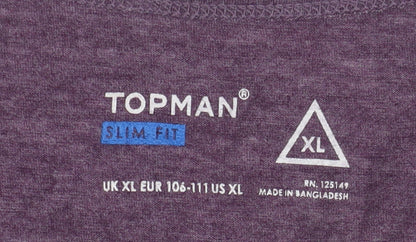 TOPMAN®
SLIM FIT
XL
UK XL EUR 106-111 US XL
RN. 125149
MADE IN BANGLADESH